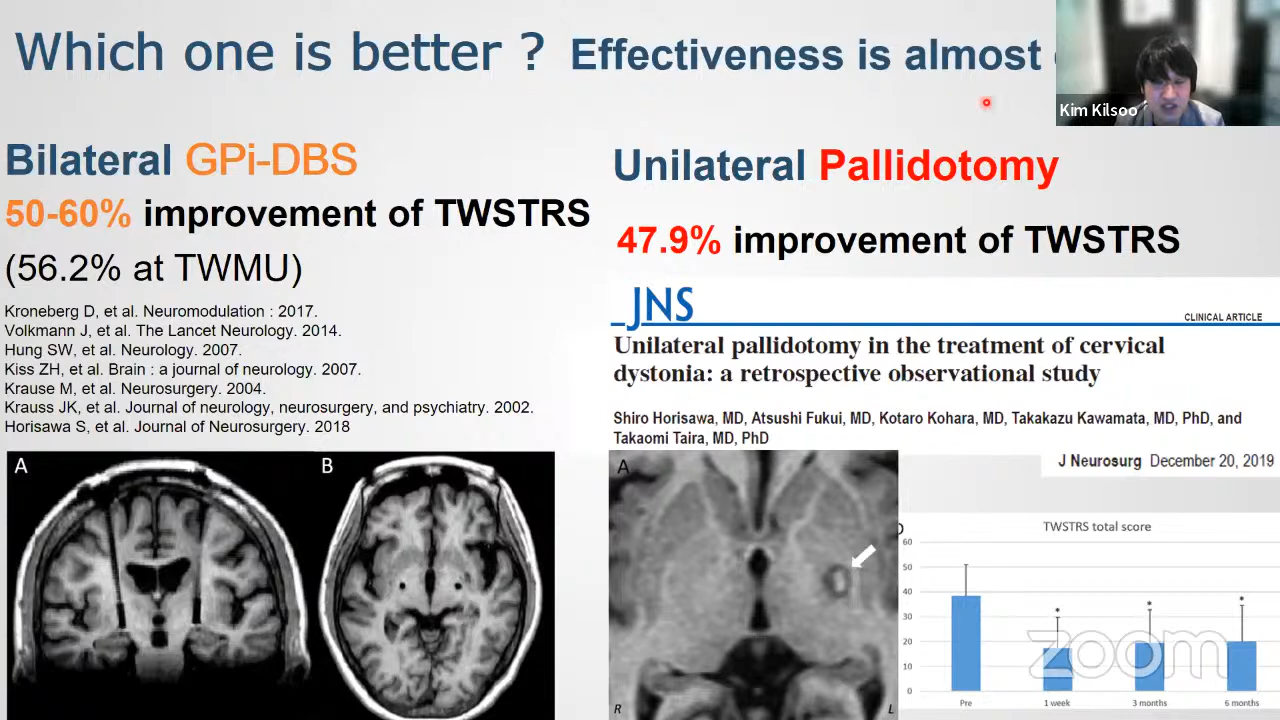 Which one is better ? Effectiveness is almost
Kim Kilsoo
Bilateral GPi-DBS
50-60% improvement of TWSTRS
(56.2% at TWMU)
Kroneberg D, et al. Neuromodulation : 2017.
Volkmann J, et al. The Lancet Neurology. 2014.
Hung SW, et al. Neurology. 2007.
Kiss ZH, et al. Brain : a journal of neurology. 2007.
Krause M, et al. Neurosurgery. 2004.
Krauss JK, et al. Journal of neurology, neurosurgery, and psychiatry. 2002.
Horisawa S, et al. Journal of Neurosurgery. 2018
A
B
Unilateral Pallidotomy
47.9% improvement of TWSTRS
JNS
CLINICAL ARTICLE
Unilateral pallidotomy in the treatment of cervical
dystonia: a retrospective observational study
Shiro Horisawa, MD, Atsushi Fukui, MD, Kotaro Kohara, MD, Takakazu Kawamata, MD, PhD, and
Takaomi Taira, MD, PhD
J Neurosurg December 20, 2019
A
R
L
TWSTRS total score
60
50
40
30
20
10
0
* * *
Pre 1 week 3 months 6 months
zoom